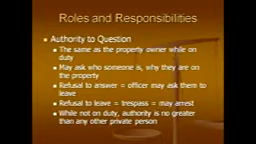 Roles and Responsibilities
Authority to Question
The same as the property owner while on
duty
May ask who someone is, why they are on
the property
Refusal to answer = officer may ask them to
leave
Refusal to leave = trespass = may arrest
While not on duty, authority is no greater
than any other private person